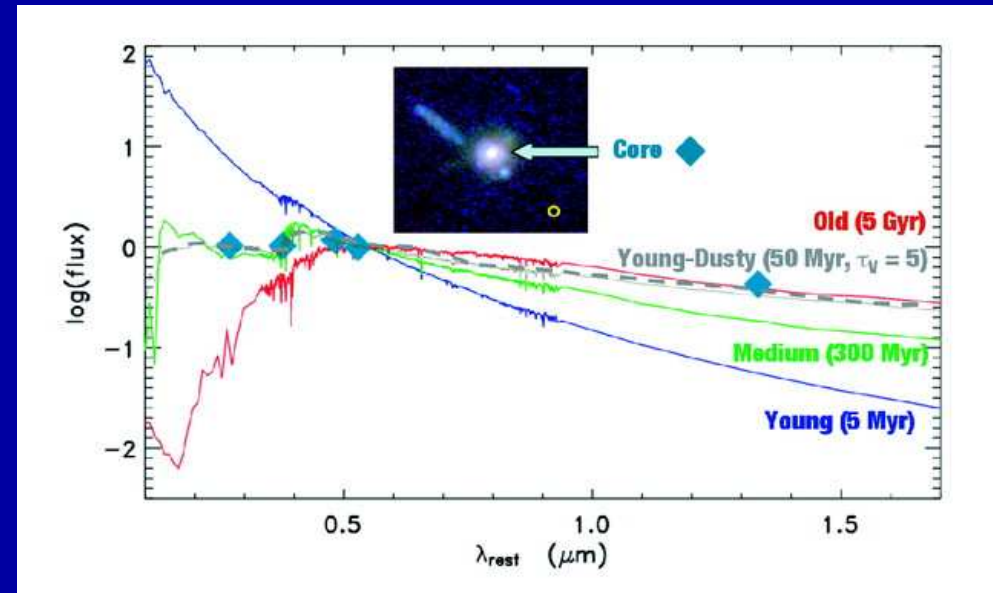 2
1
0
−1
−2
log(flux)
0.5
1.0
1.5
λrest (μm)
Core
Old (5 Gyr)
Young-Dusty (50 Myr, τV = 5)
Medium (300 Myr)
Young (5 Myr)